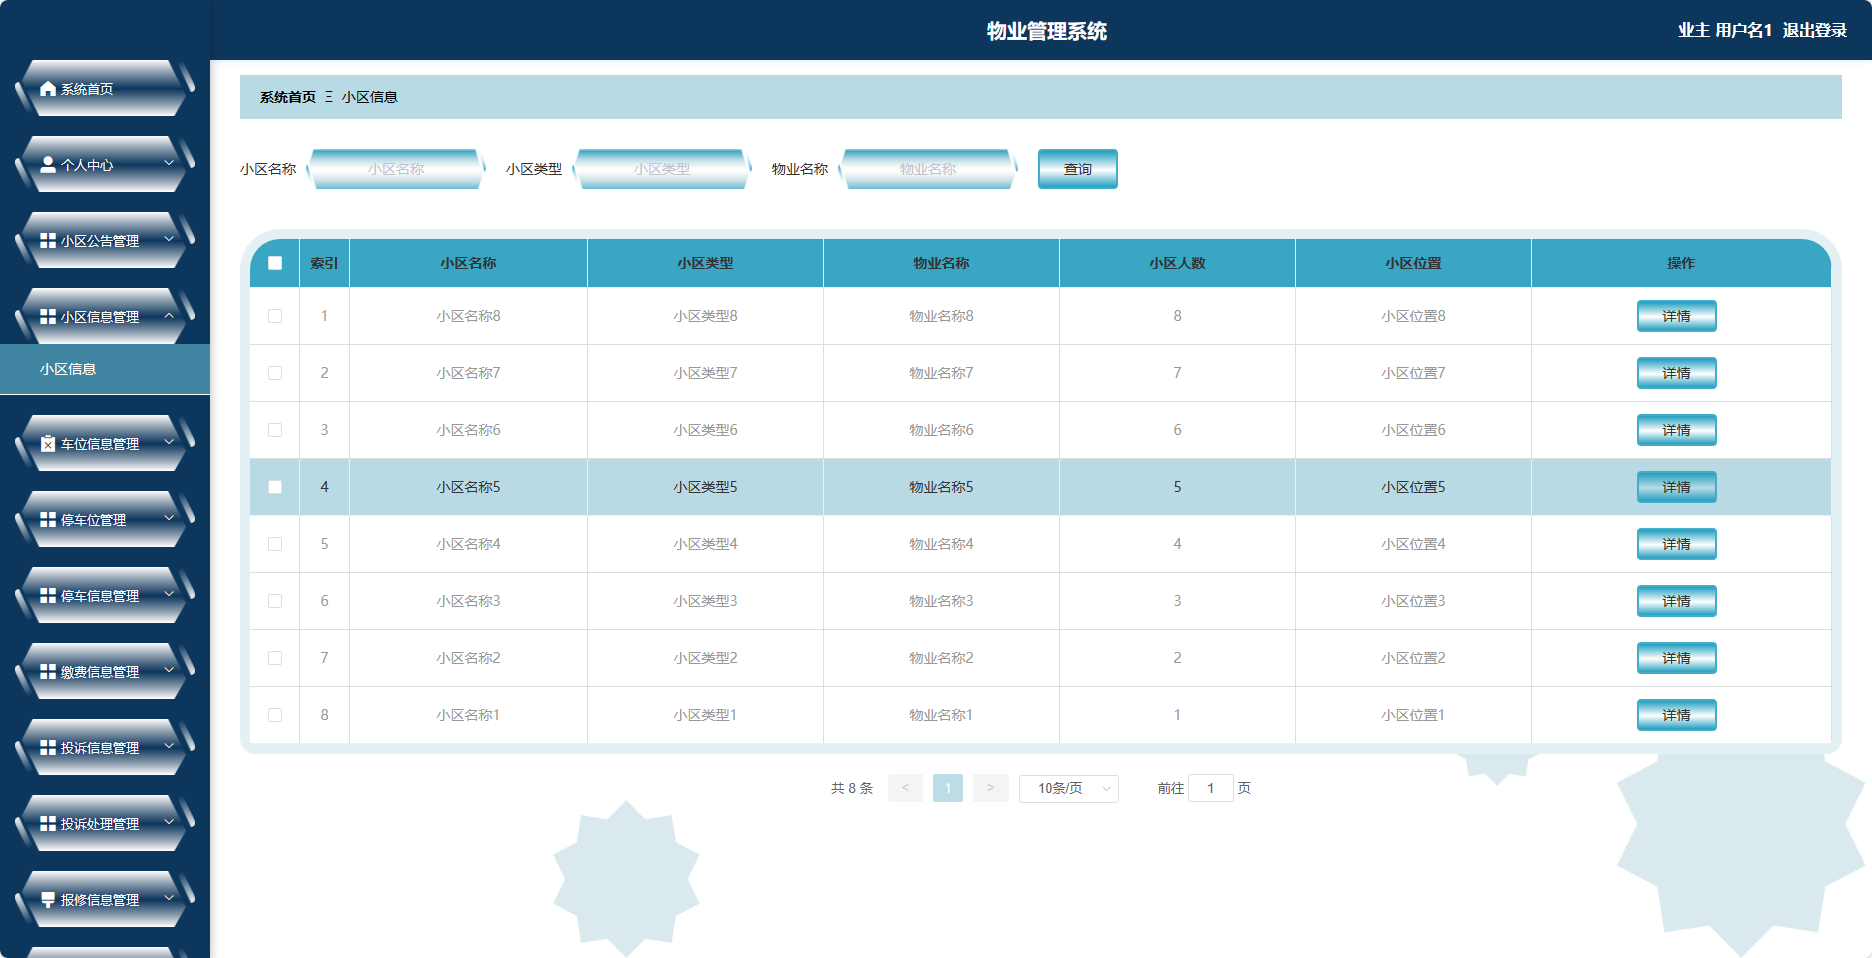 物业管理系统
业主 用户名1 退出登录
系统首页
个人中心
小区公告管理
小区信息管理
小区信息
车位信息管理
停车位管理
停车信息管理
缴费信息管理
投诉信息管理
投诉处理管理
报修信息管理
系统首页 Ξ 小区信息
小区名称 小区名称 小区类型 小区类型 物业名称 物业名称 查询
索引 小区名称 小区类型 物业名称 小区人数 小区位置 操作
1 小区名称8 小区类型8 物业名称8 8 小区位置8 详情
2 小区名称7 小区类型7 物业名称7 7 小区位置7 详情
3 小区名称6 小区类型6 物业名称6 6 小区位置6 详情
4 小区名称5 小区类型5 物业名称5 5 小区位置5 详情
5 小区名称4 小区类型4 物业名称4 4 小区位置4 详情
6 小区名称3 小区类型3 物业名称3 3 小区位置3 详情
7 小区名称2 小区类型2 物业名称2 2 小区位置2 详情
8 小区名称1 小区类型1 物业名称1 1 小区位置1 详情
共 8 条 < 1 > 10条/页 前往 1 页